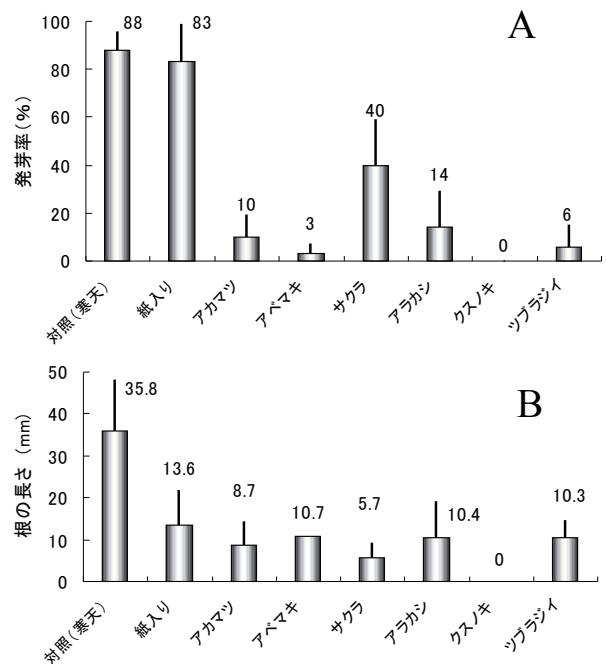 A
発芽率(%)
100
80
60
40
20
0
88
83
10
3
40
14
0
6
対照(寒天)
紙入り
アカマツ
アベマキ
サクラ
アラカシ
クスノキ
ツブラジイ
B
根の長さ (mm)
50
40
30
20
10
0
35.8
13.6
8.7
10.7
5.7
10.4
0
10.3
対照(寒天)
紙入り
アカマツ
アベマキ
サクラ
アラカシ
クスノキ
ツブラジイ